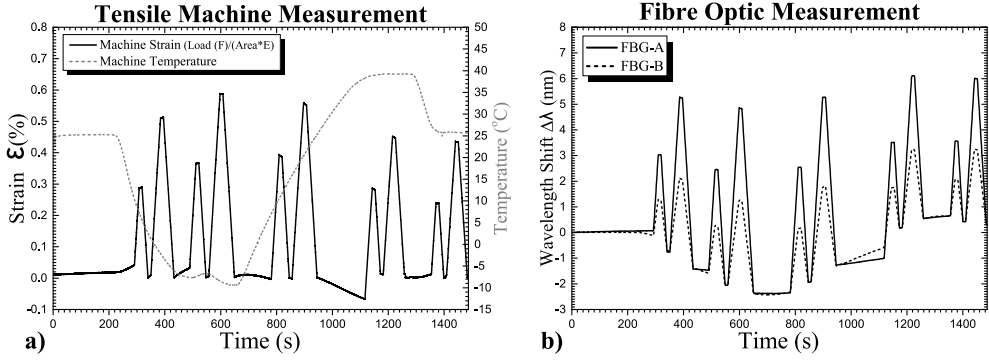 Tensile Machine Measurement
Machine Strain (Load (F)/(Area*E)
Machine Temperature
Strain ε(%)
0.8
0.7
0.6
0.5
0.4
0.3
0.2
0.1
0.0
-0.1
50
45
40
35
30
25
20
15
10
5
0
-5
-10
-15
Temperature (°C)
0 200 400 600 800 1000 1200 1400
a)
Time (s)
Fibre Optic Measurement
FBG-A
FBG-B
Wavelength Shift Δλ (nm)
8
7
6
5
4
3
2
1
0
-1
-2
-3
0 200 400 600 800 1000 1200 1400
b)
Time (s)